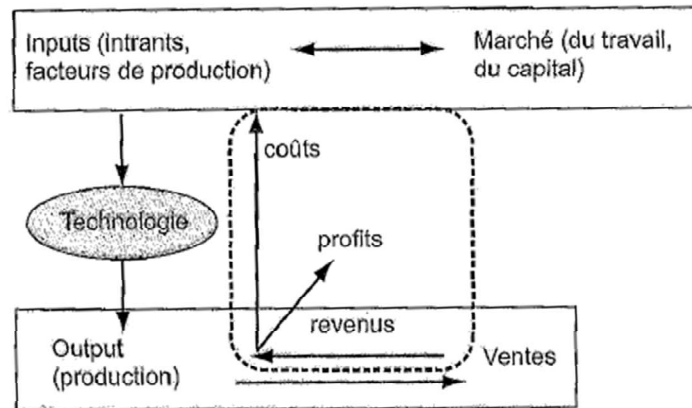 Inputs (intrants,
facteurs de production)
Marché (du travail,
du capital)
coûts
Technologie
profits
revenus
Output
(production)
Ventes